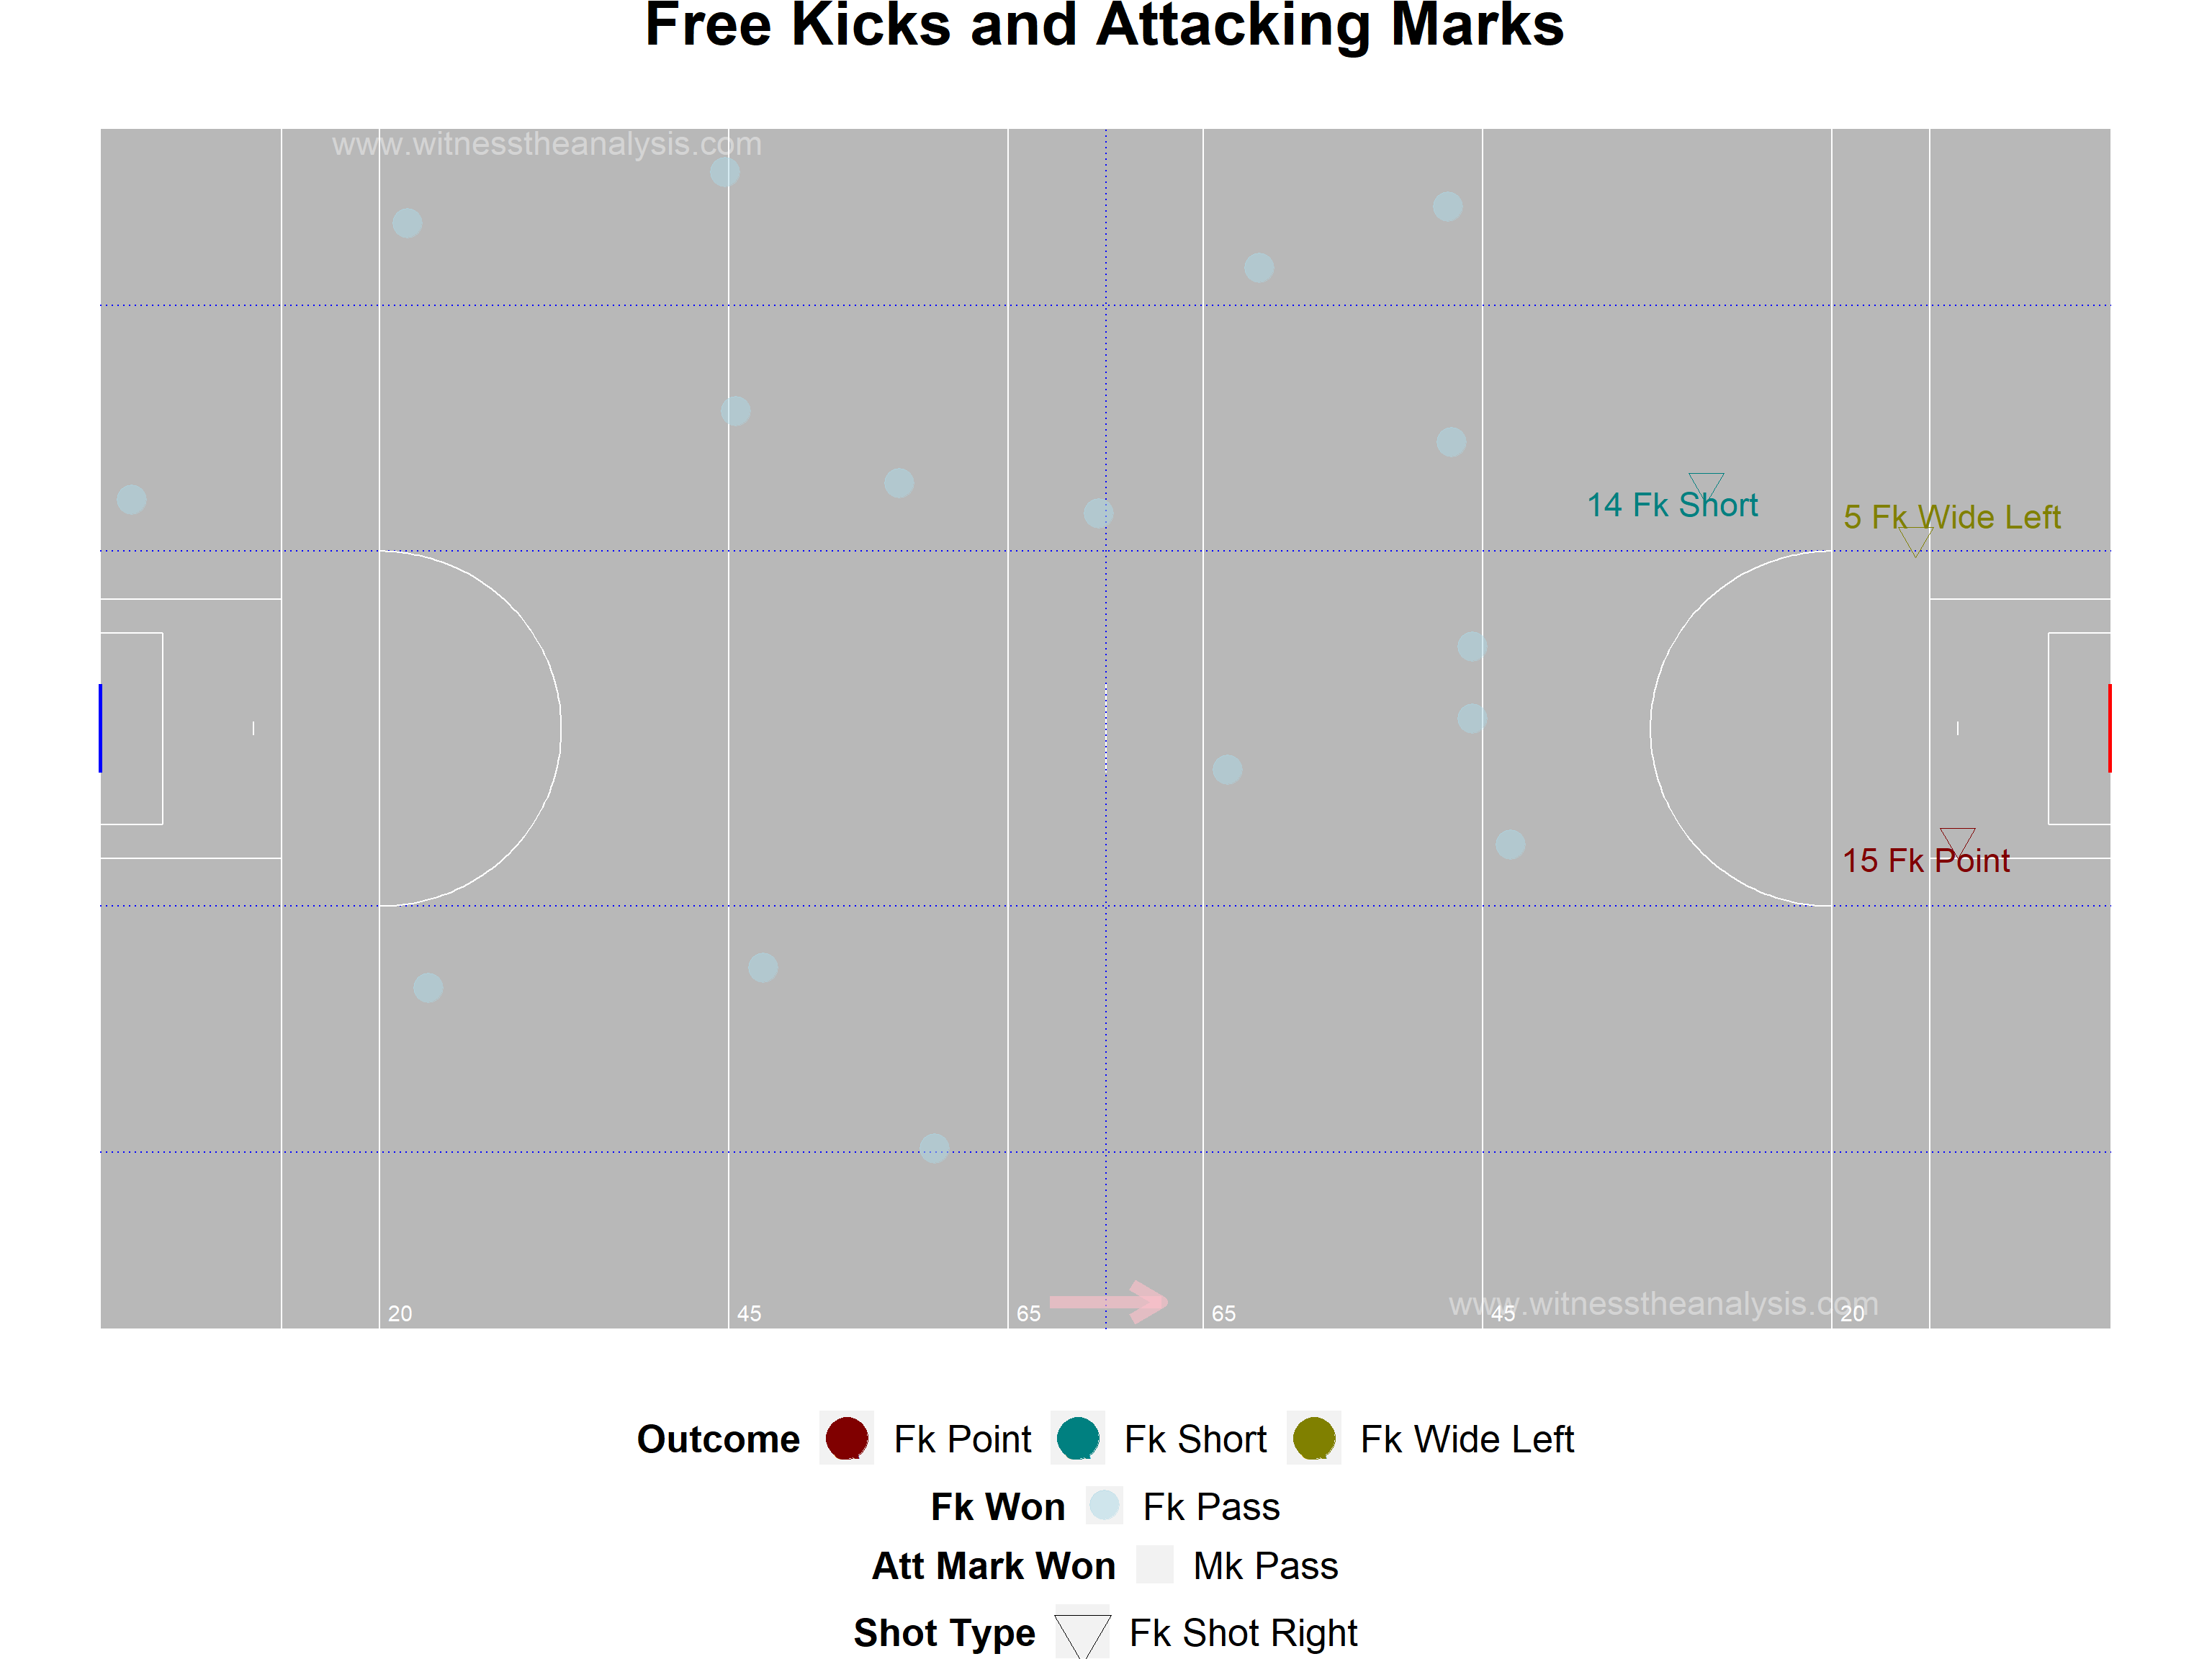 Free Kicks and Attacking Marks
www.witnesstheanalysis.com
14 Fk Short
5 Fk Wide Left
15 Fk Point
www.witnesstheanalysis.com
20 45 65 65 45 20
Outcome Fk Point Fk Short Fk Wide Left
Fk Won Fk Pass
Att Mark Won Mk Pass
Shot Type Fk Shot Right